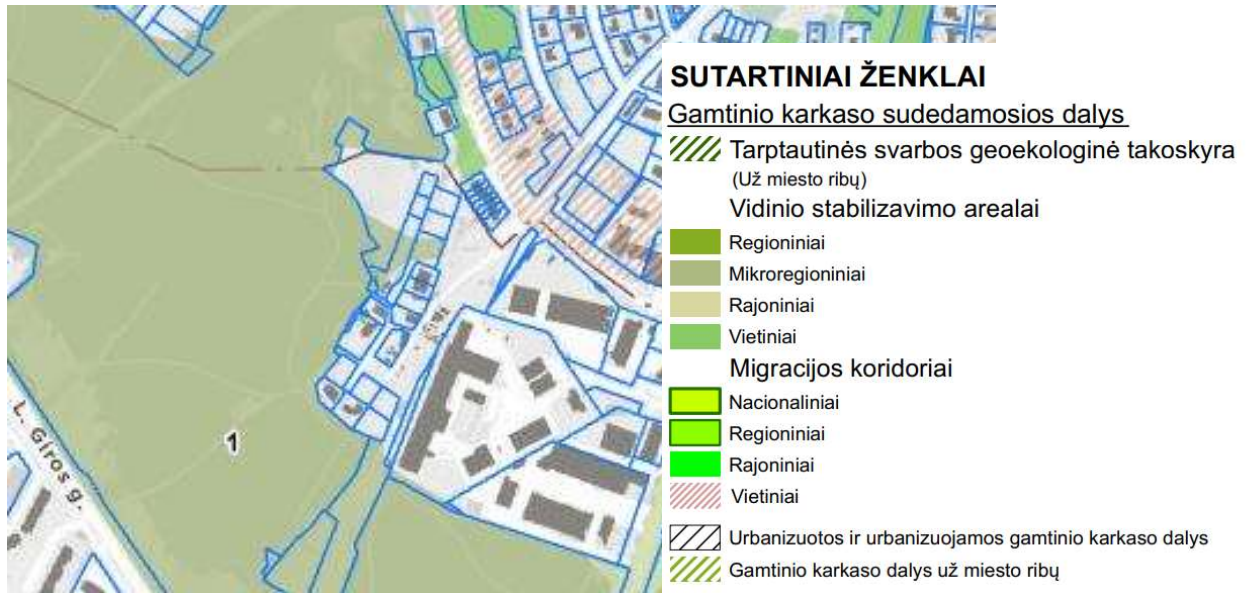 SUTARTINIAI ŽENKLAI
Gamtinio karkaso sudedamosios dalys
Tarptautinės svarbos geoekologinė takoskyra
(Už miesto ribų)
Vidinio stabilizavimo arealai
Regioniniai
Mikroregioniniai
Rajoniniai
Vietiniai
Migracijos koridoriai
Nacionaliniai
Regioniniai
Rajoniniai
Vietiniai
Urbanizuotos ir urbanizuojamos gamtinio karkaso dalys
Gamtinio karkaso dalys už miesto ribų
1
L. Giros g.